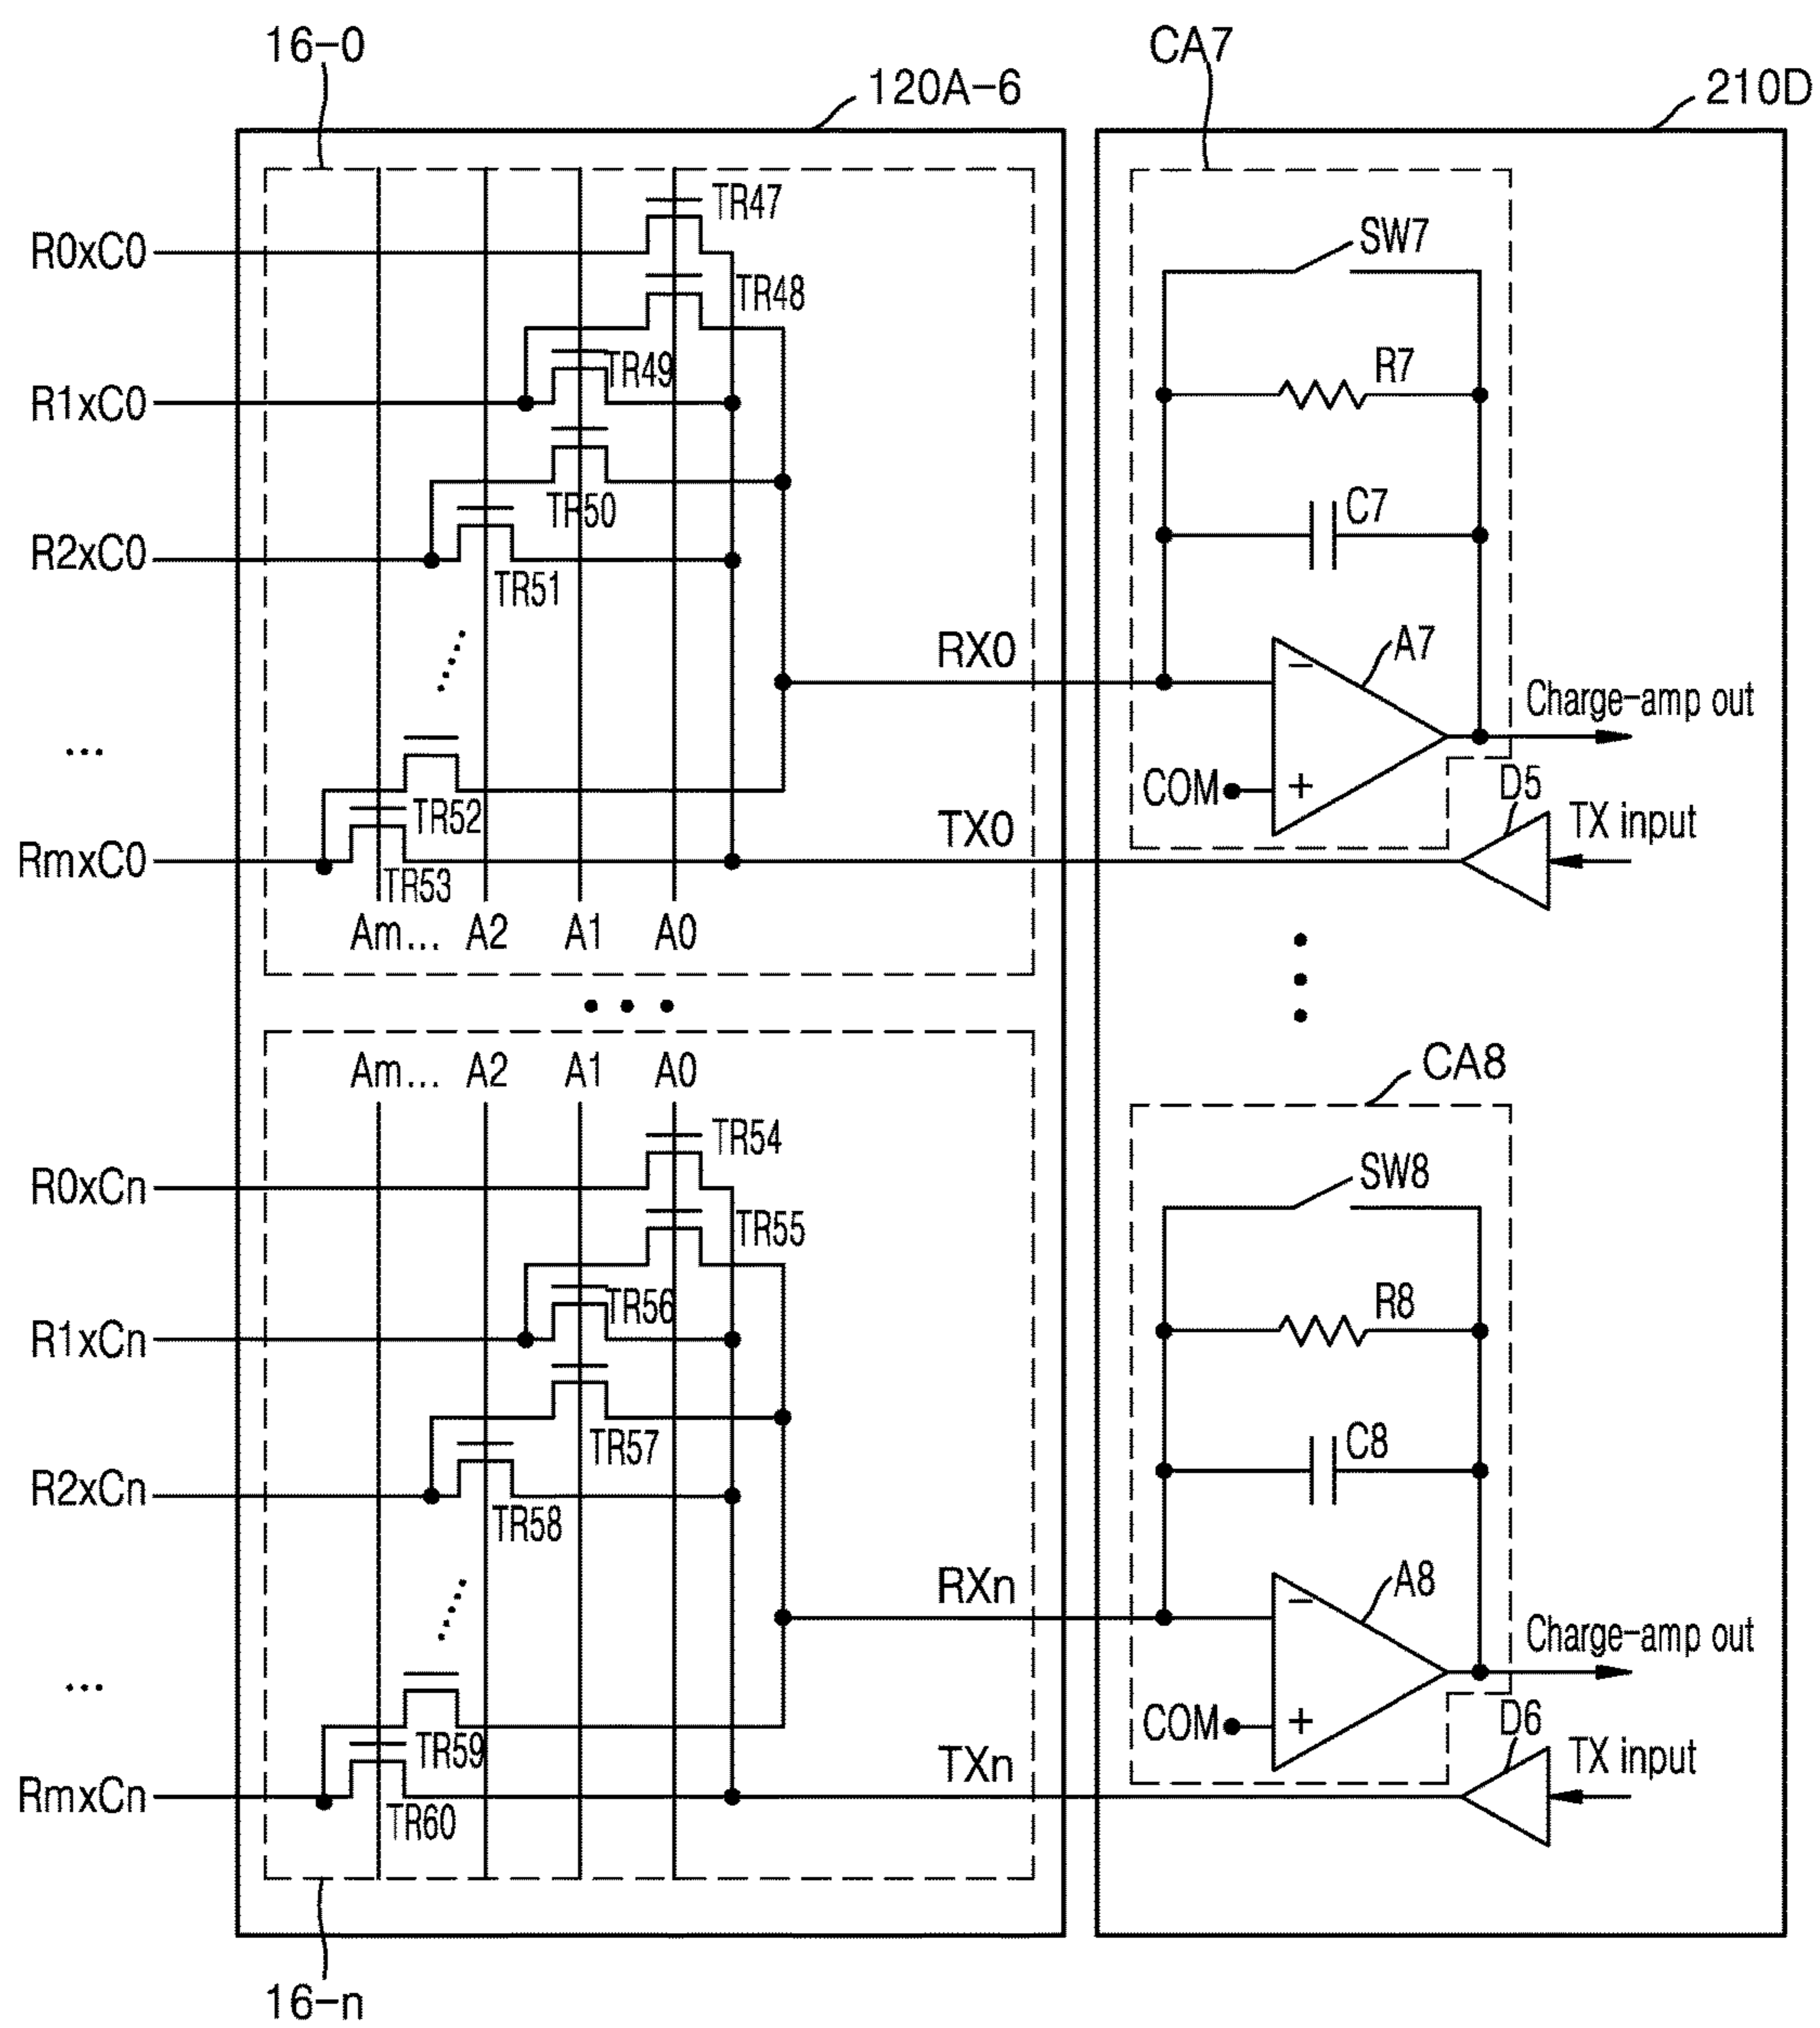 16-0
CA7
120A-6
210D
TR47
R0xC0
SW7
TR48
TR49
R7
R1xC0
TR50
C7
R2xC0
TR51
RX0
−
A7
Charge-amp out
...
COM
+
D5
TX input
TR52
TX0
RmxC0
TR53
Am... A2 A1 A0
CA8
Am... A2 A1 A0
TR54
R0xCn
SW8
TR55
TR56
R8
R1xCn
TR57
C8
R2xCn
TR58
RXn
−
A8
Charge-amp out
...
COM
+
D6
TX input
TR59
TXn
RmxCn
TR60
16-n